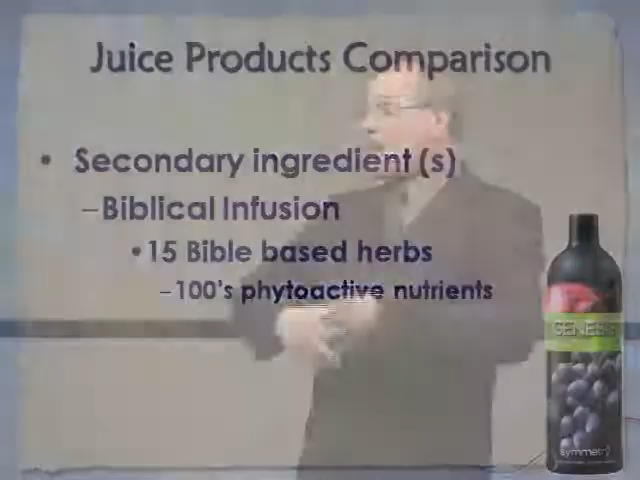 Juice Products Comparison
• Secondary ingredient (s)
–Biblical Infusion
•15 Bible based herbs
–100's phytoactive nutrients
GENESIS
symmetry